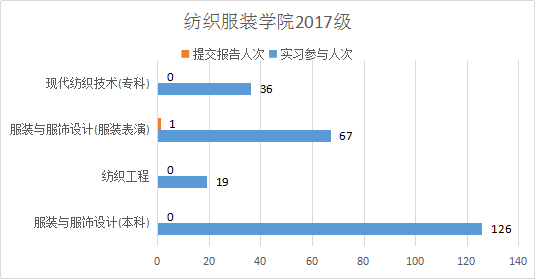 纺织服装学院2017级
提交报告人次 实习参与人次
现代纺织技术(专科)
0
36
服装与服饰设计(服装表演)
1
67
纺织工程
0
19
服装与服饰设计(本科)
0
126
0 20 40 60 80 100 120 140